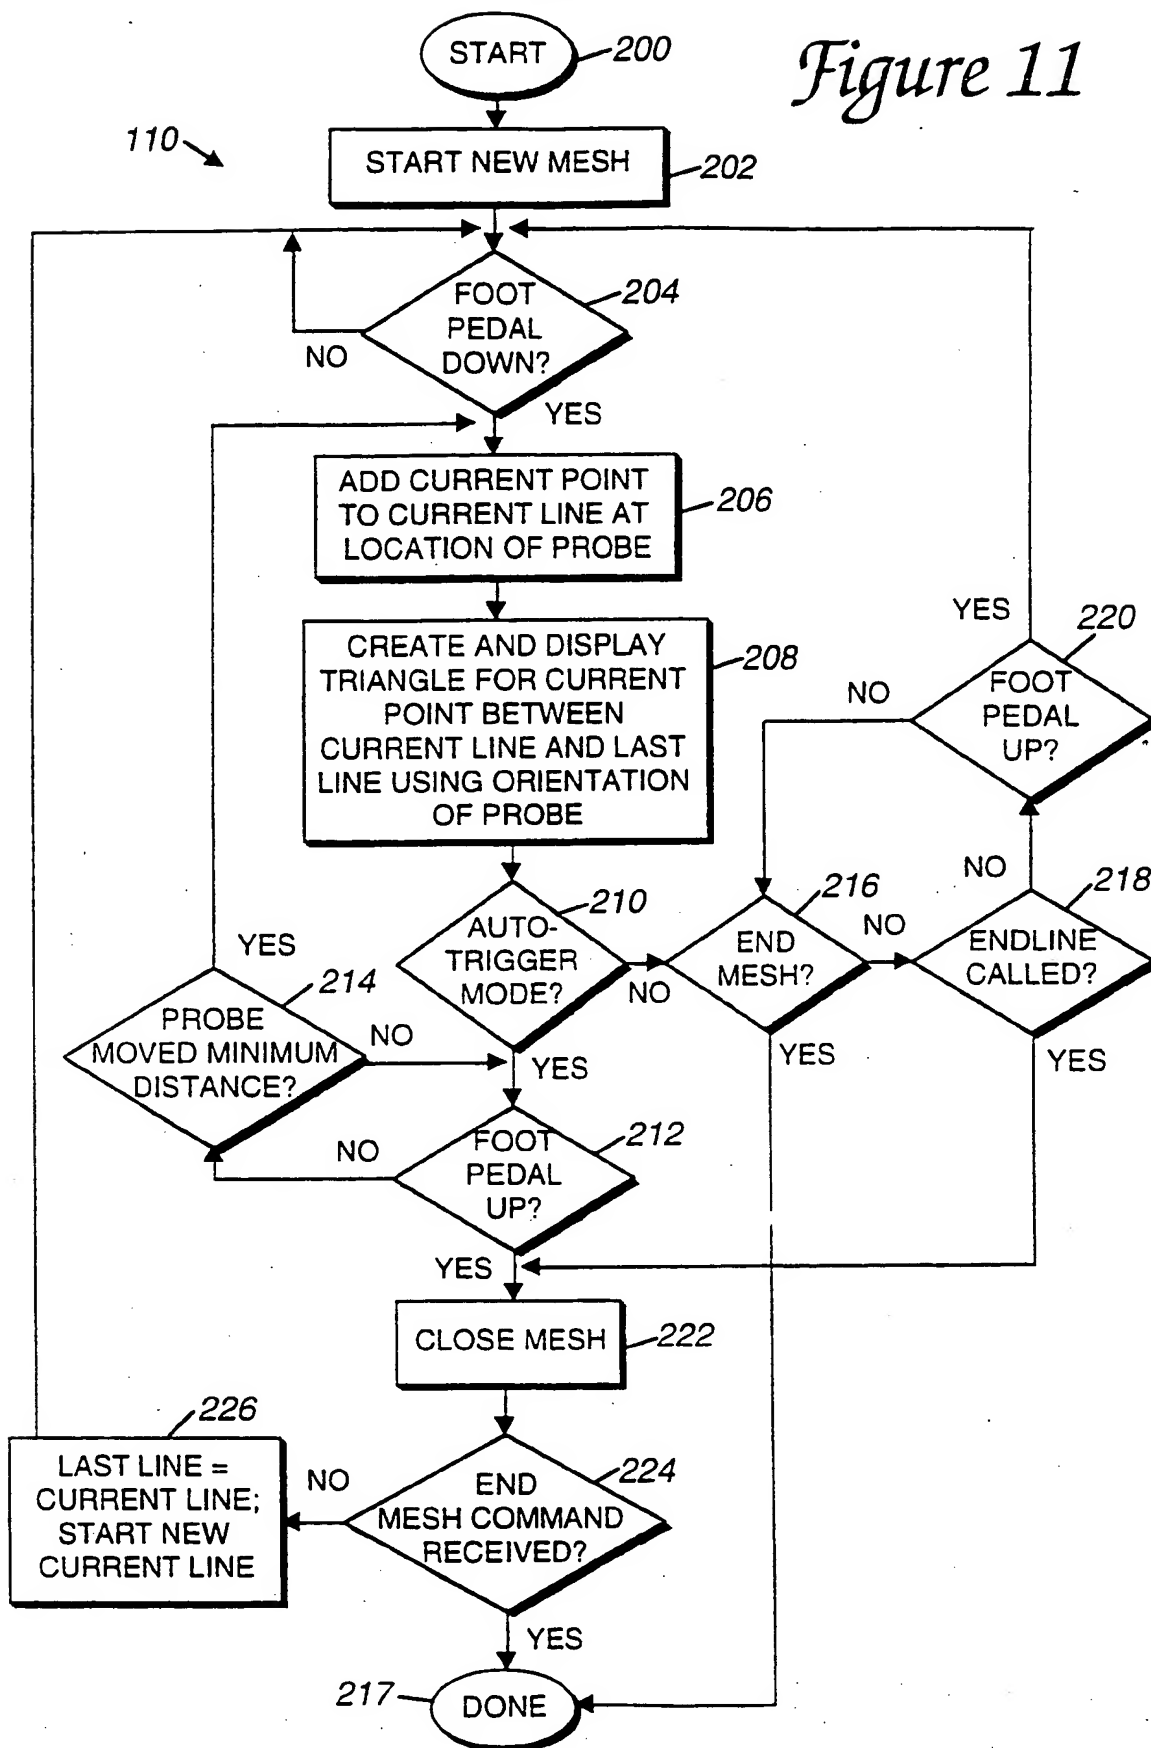 START
200
Figure 11
110
START NEW MESH
202
FOOT
PEDAL
DOWN?
204
NO
YES
ADD CURRENT POINT
TO CURRENT LINE AT
LOCATION OF PROBE
206
CREATE AND DISPLAY
TRIANGLE FOR CURRENT
POINT BETWEEN
CURRENT LINE AND LAST
LINE USING ORIENTATION
OF PROBE
208
YES
220
FOOT
PEDAL
UP?
NO
NO
AUTO-
TRIGGER
MODE?
210
NO
YES
END
MESH?
216
NO
YES
ENDLINE
CALLED?
218
YES
YES
214
PROBE
MOVED MINIMUM
DISTANCE?
NO
FOOT
PEDAL
UP?
212
NO
YES
CLOSE MESH
222
226
LAST LINE =
CURRENT LINE;
START NEW
CURRENT LINE
NO
END
MESH COMMAND
RECEIVED?
224
YES
217
DONE